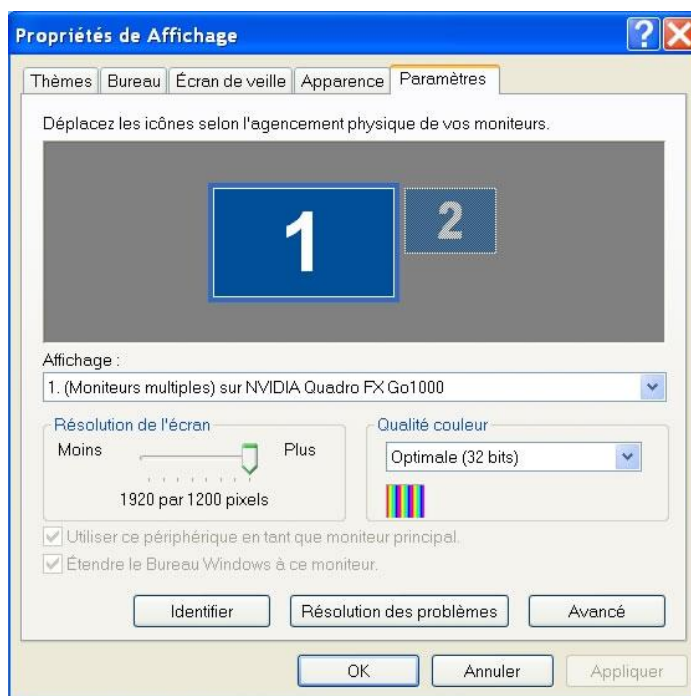 Propriétés de Affichage
Thèmes Bureau Écran de veille Apparence Paramètres
Déplacez les icônes selon l'agencement physique de vos moniteurs.
1 2
Affichage :
1. (Moniteurs multiples) sur NVIDIA Quadro FX Go1000
Résolution de l'écran
Moins Plus
1920 par 1200 pixels
Qualité couleur
Optimale (32 bits)
Utiliser ce périphérique en tant que moniteur principal.
Étendre le Bureau Windows à ce moniteur.
Identifier Résolution des problèmes Avancé
OK Annuler Appliquer